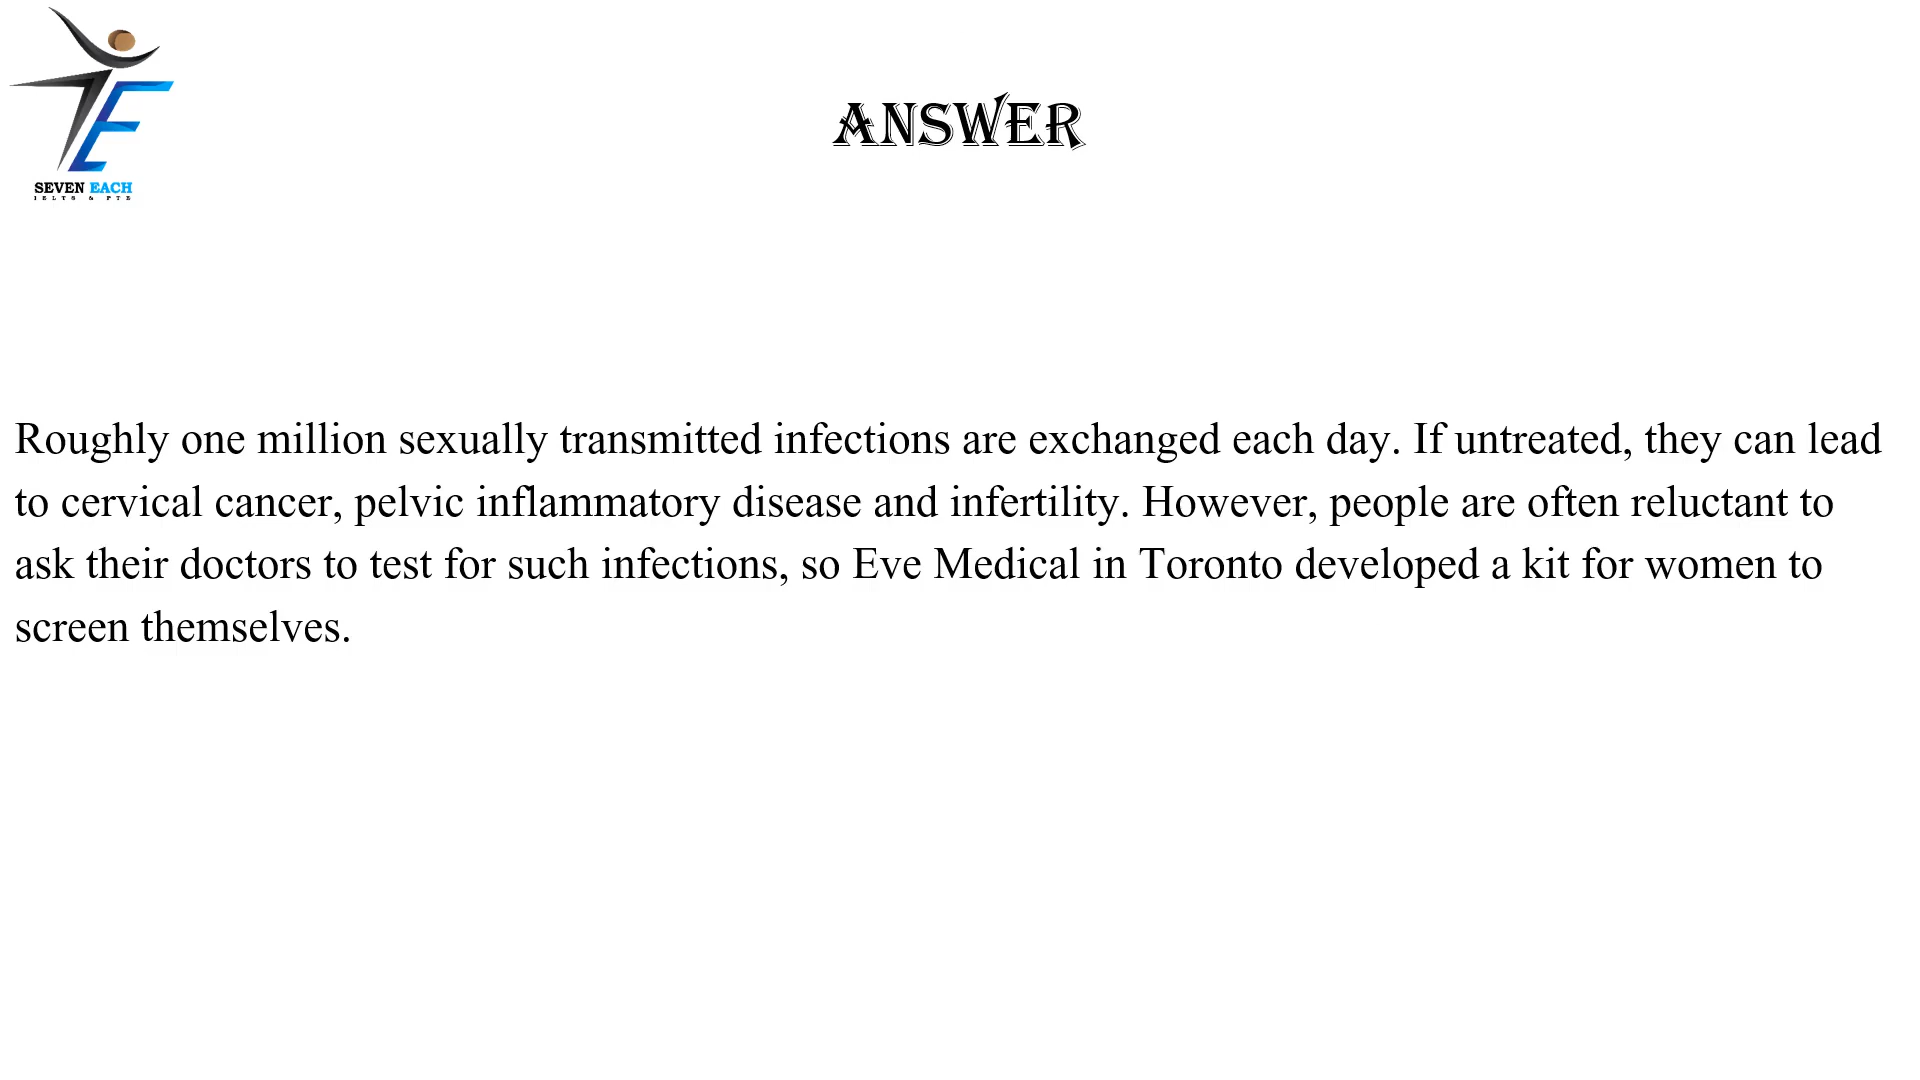 SEVEN EACH
IELTS & PTE
ANSWER
Roughly one million sexually transmitted infections are exchanged each day. If untreated, they can lead
to cervical cancer, pelvic inflammatory disease and infertility. However, people are often reluctant to
ask their doctors to test for such infections, so Eve Medical in Toronto developed a kit for women to
screen themselves.